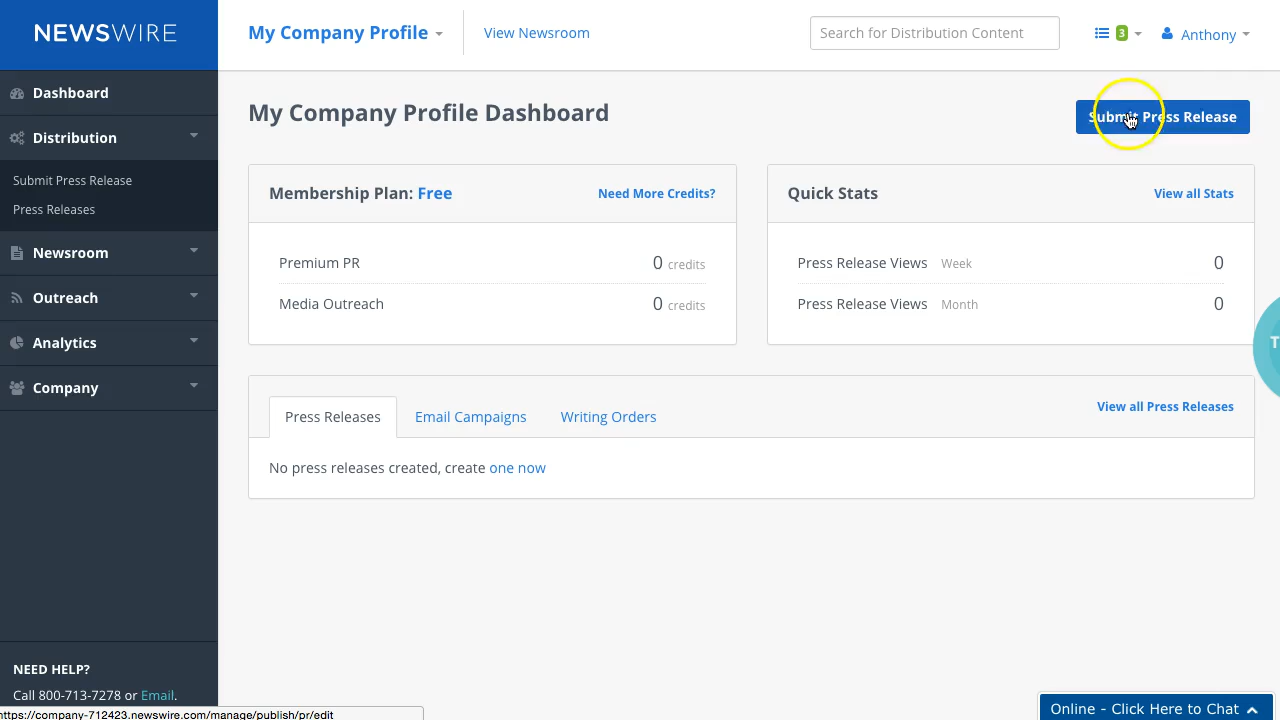 NEWSWIRE
My Company Profile
View Newsroom
Search for Distribution Content
3
Anthony
Dashboard
Distribution
Submit Press Release
Press Releases
Newsroom
Outreach
Analytics
Company
NEED HELP?
Call 800-713-7278 or Email.
My Company Profile Dashboard
Submit Press Release
Membership Plan: Free
Need More Credits?
Premium PR 0 credits
Media Outreach 0 credits
Quick Stats
View all Stats
Press Release Views Week 0
Press Release Views Month 0
Press Releases
Email Campaigns
Writing Orders
View all Press Releases
No press releases created, create one now
T
Online - Click Here to Chat
https://company-712423.newswire.com/manage/publish/pr/edit